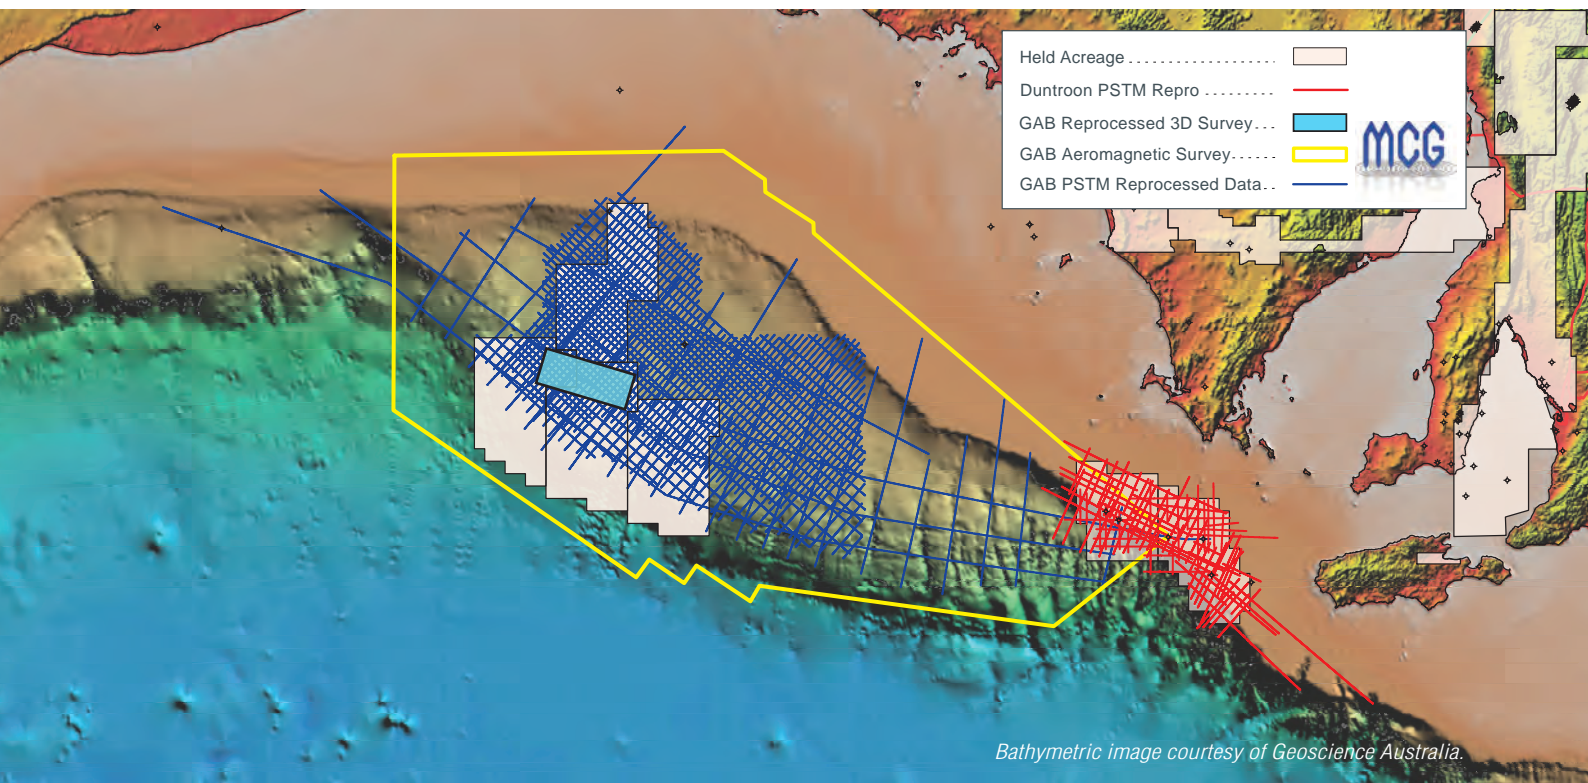 Held Acreage
Duntroon PSTM Repro
GAB Reprocessed 3D Survey
GAB Aeromagnetic Survey
GAB PSTM Reprocessed Data
MCG
Bathymetric image courtesy of Geoscience Australia.